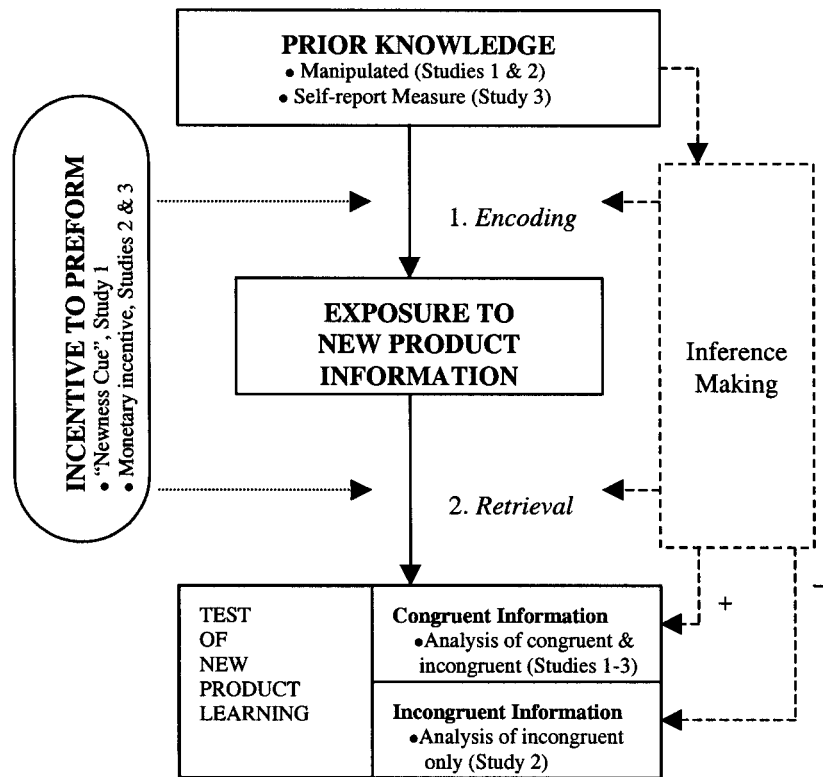 PRIOR KNOWLEDGE
• Manipulated (Studies 1 & 2)
• Self-report Measure (Study 3)
INCENTIVE TO PREFORM
• "Newness Cue", Study 1
• Monetary incentive, Studies 2 & 3
1. Encoding
EXPOSURE TO
NEW PRODUCT
INFORMATION
Inference
Making
2. Retrieval
+
−
TEST
OF
NEW
PRODUCT
LEARNING
Congruent Information
•Analysis of congruent &
incongruent (Studies 1-3)
Incongruent Information
•Analysis of incongruent
only (Study 2)